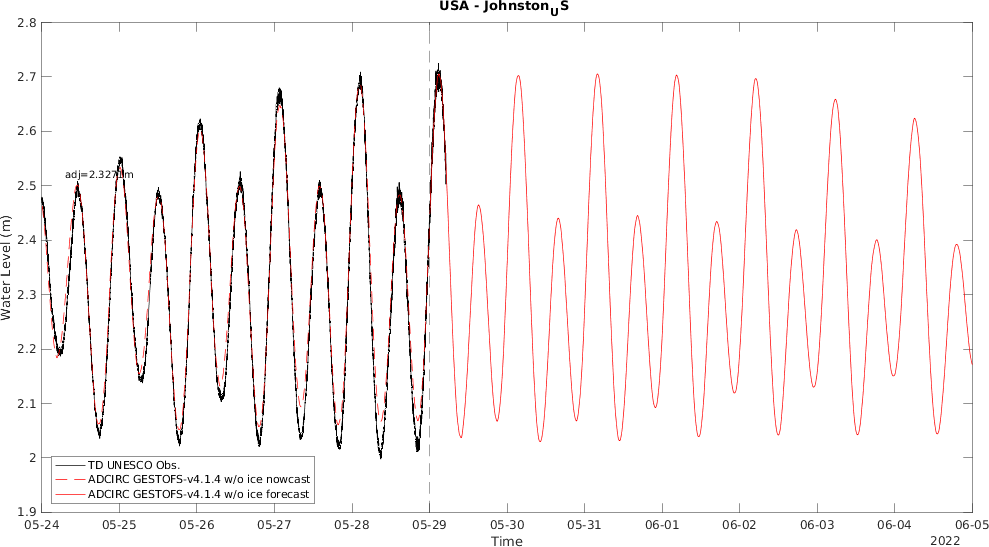 USA - Johnston_US
2.8
2.7
2.6
2.5
2.4
2.3
2.2
2.1
2
1.9
Water Level (m)
adj=2.3271m
TD UNESCO Obs.
ADCIRC GESTOFS-v4.1.4 w/o ice nowcast
ADCIRC GESTOFS-v4.1.4 w/o ice forecast
05-24 05-25 05-26 05-27 05-28 05-29 05-30 05-31 06-01 06-02 06-03 06-04 06-05
Time
2022